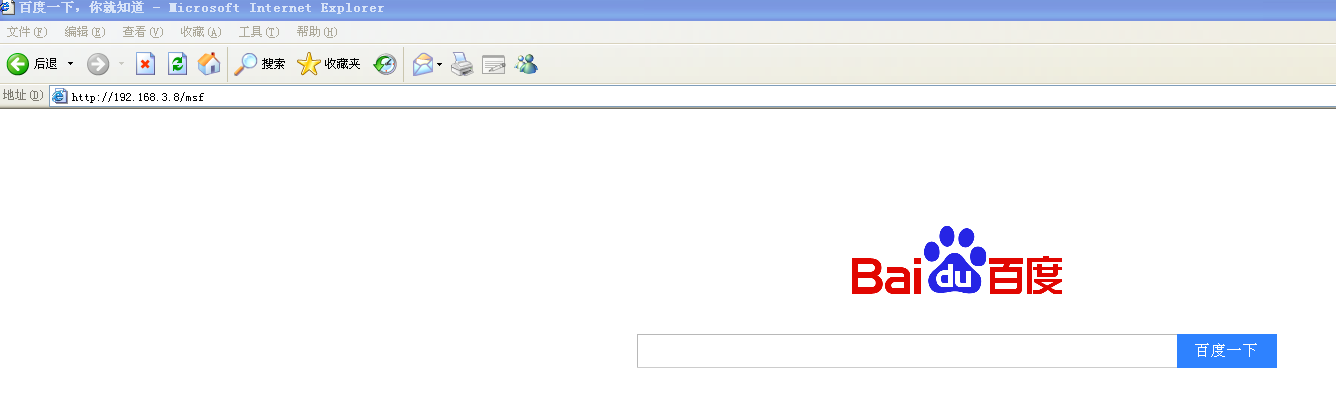 百度一下，你就知道 - Microsoft Internet Explorer
文件(F) 编辑(E) 查看(V) 收藏(A) 工具(T) 帮助(H)
后退 搜索 收藏夹
地址(D) http://192.168.3.8/msf
Bai du 百度
百度一下